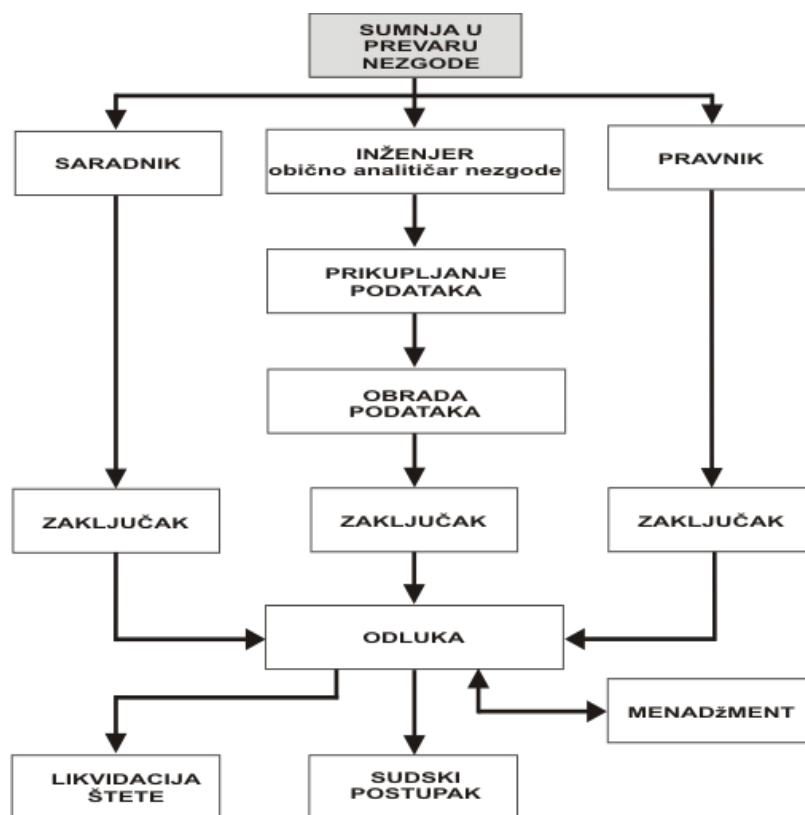 SUMNJA U
PREVARU
NEZGODE
SARADNIK
INŽENJER
obično analitičar nezgode
PRAVNIK
PRIKUPLJANJE
PODATAKA
OBRADA
PODATAKA
ZAKLJUČAK
ZAKLJUČAK
ZAKLJUČAK
ODLUKA
MENADžMENT
LIKVIDACIJA
ŠTETE
SUDSKI
POSTUPAK